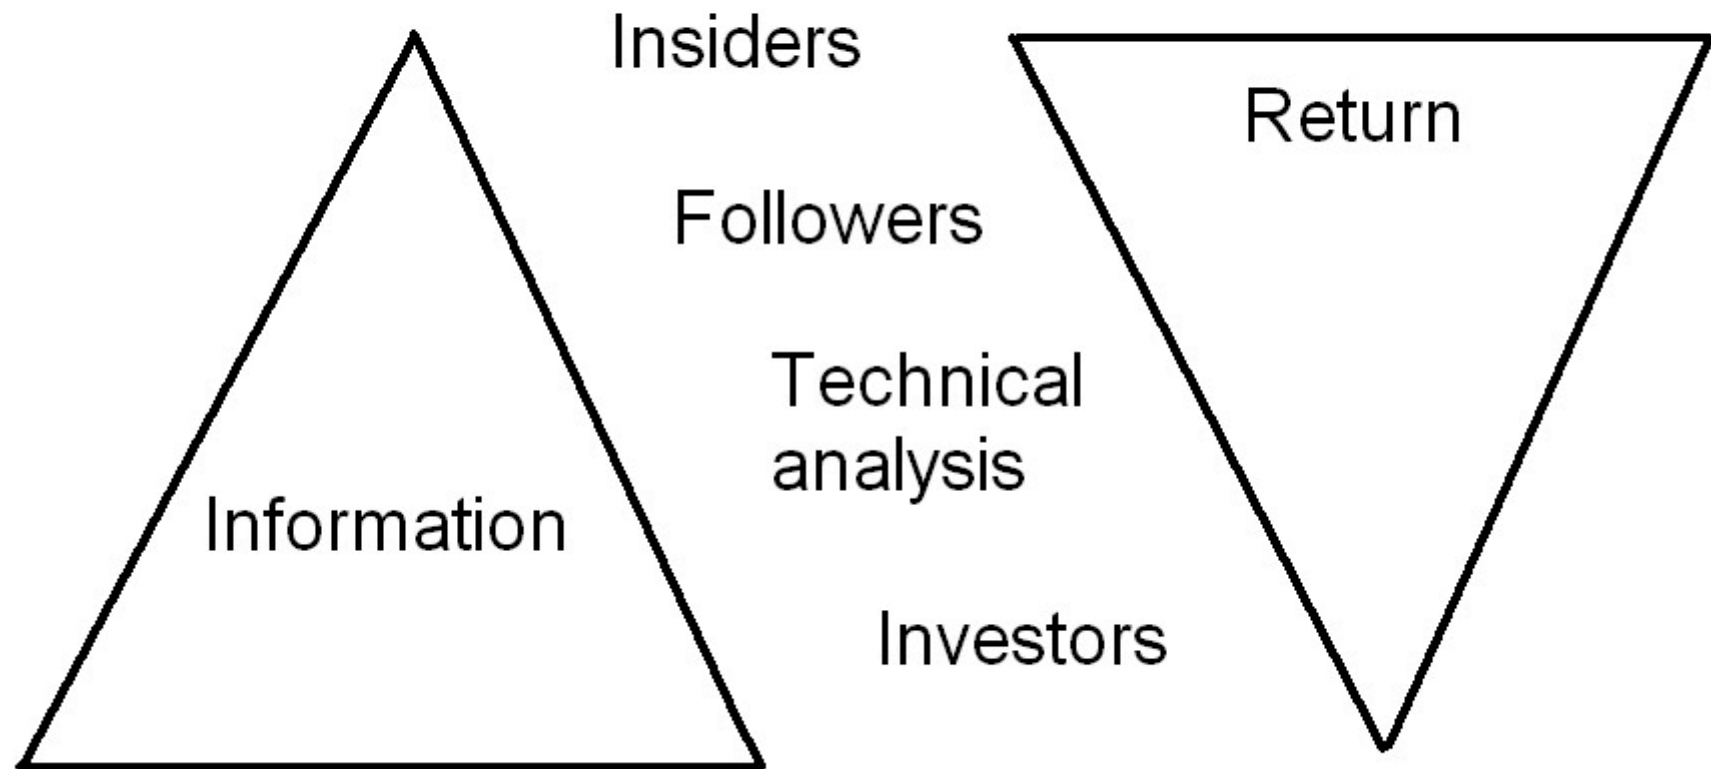 Insiders
Return
Followers
Technical
analysis
Information
Investors